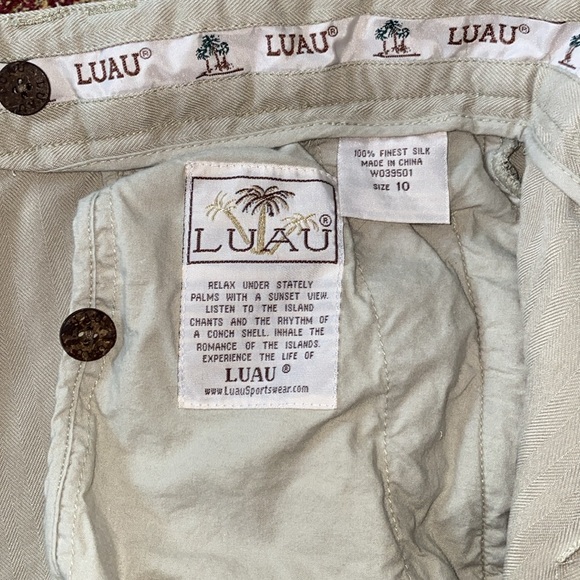 LUAU®
LUAU®
LUAU®
100% FINEST SILK
MADE IN CHINA
W039501
SIZE 10
LUAU®
RELAX UNDER STATELY
PALMS WITH A SUNSET VIEW.
LISTEN TO THE ISLAND
CHANTS AND THE RHYTHM OF
A CONCH SHELL. INHALE THE
ROMANCE OF THE ISLANDS.
EXPERIENCE THE LIFE OF
LUAU ®
www.LuauSportswear.com